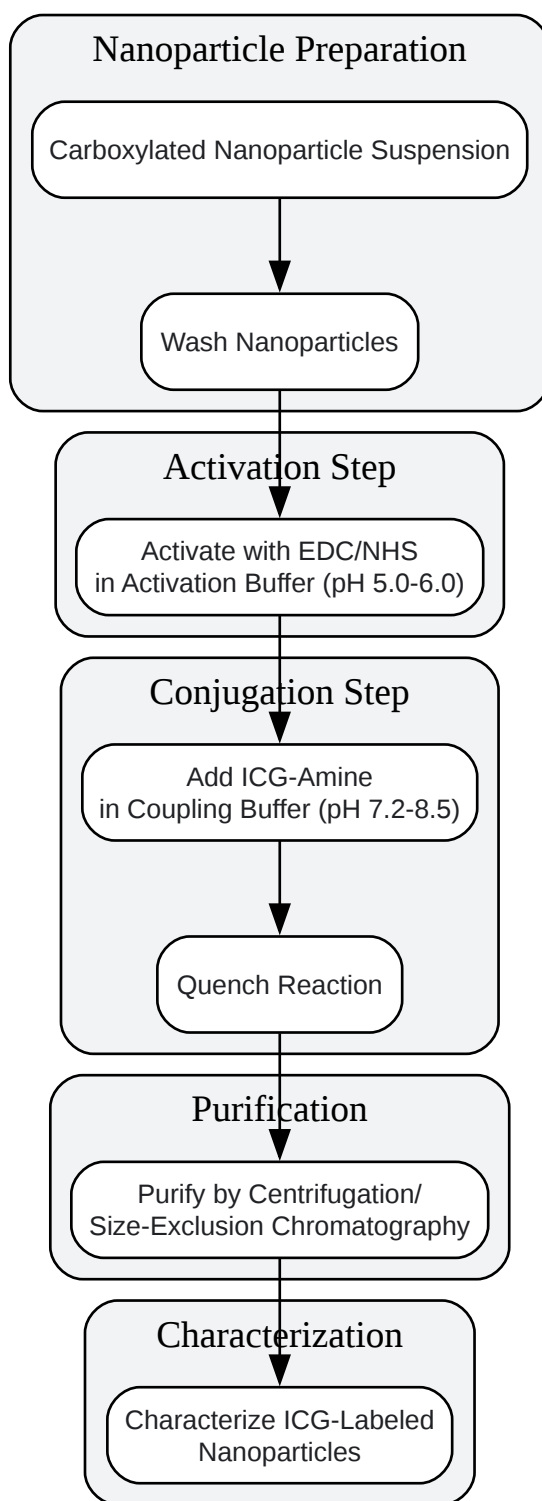 Nanoparticle Preparation
Carboxylated Nanoparticle Suspension
Wash Nanoparticles
Activation Step
Activate with EDC/NHS
in Activation Buffer (pH 5.0-6.0)
Conjugation Step
Add ICG-Amine
in Coupling Buffer (pH 7.2-8.5)
Quench Reaction
Purification
Purify by Centrifugation/
Size-Exclusion Chromatography
Characterization
Characterize ICG-Labeled
Nanoparticles